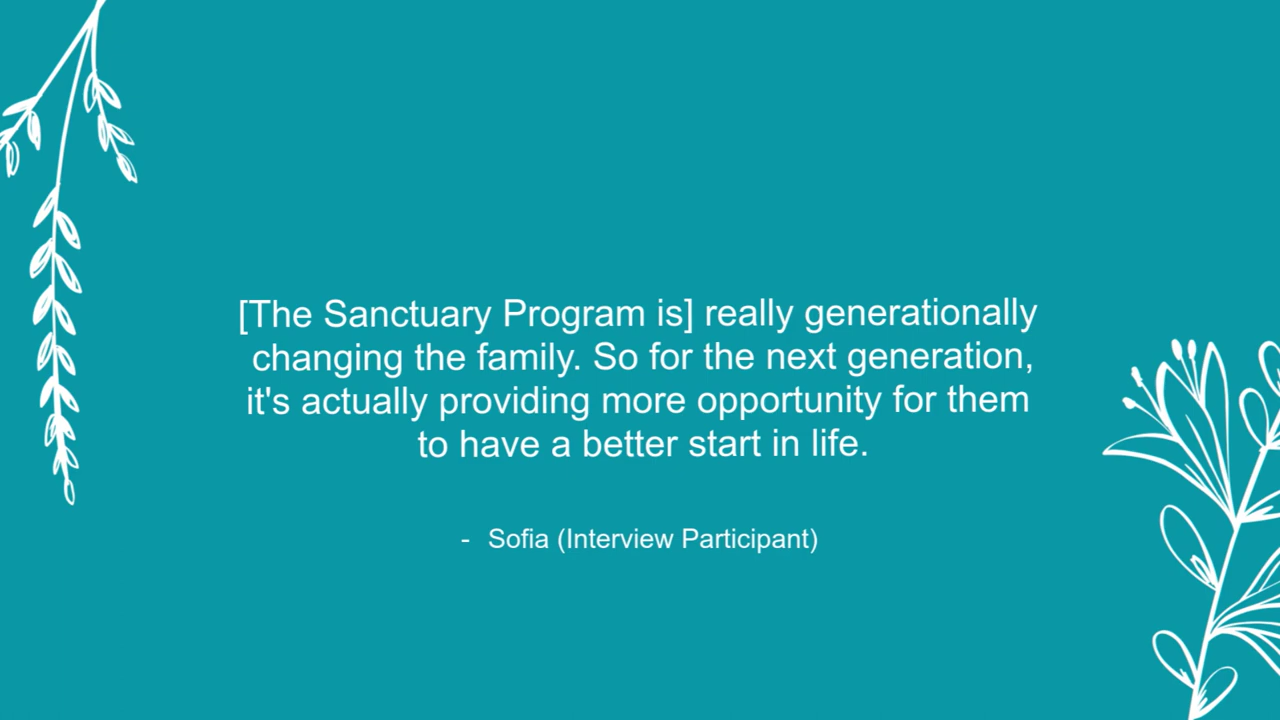 [The Sanctuary Program is] really generationally
changing the family. So for the next generation,
it's actually providing more opportunity for them
to have a better start in life.
- Sofia (Interview Participant)